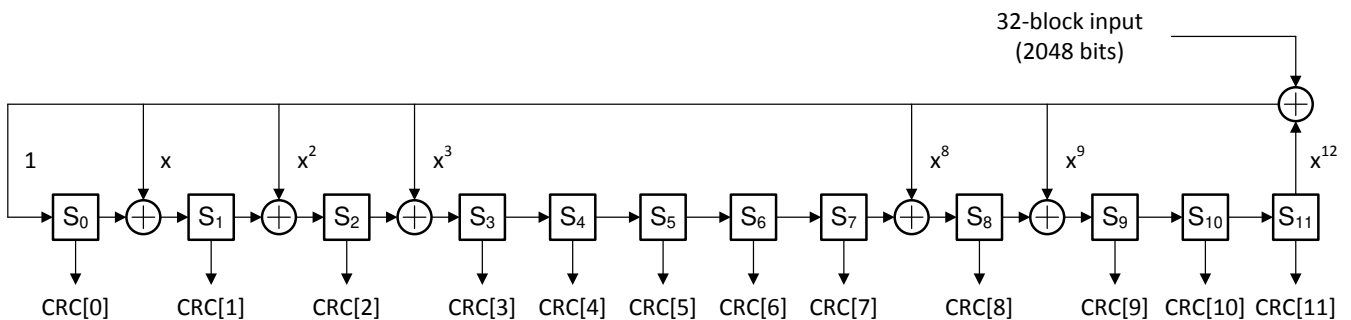 32-block input
(2048 bits)
1 x x² x³ x⁸ x⁹ x¹²
S₀ S₁ S₂ S₃ S₄ S₅ S₆ S₇ S₈ S₉ S₁₀ S₁₁
CRC[0] CRC[1] CRC[2] CRC[3] CRC[4] CRC[5] CRC[6] CRC[7] CRC[8] CRC[9] CRC[10] CRC[11]